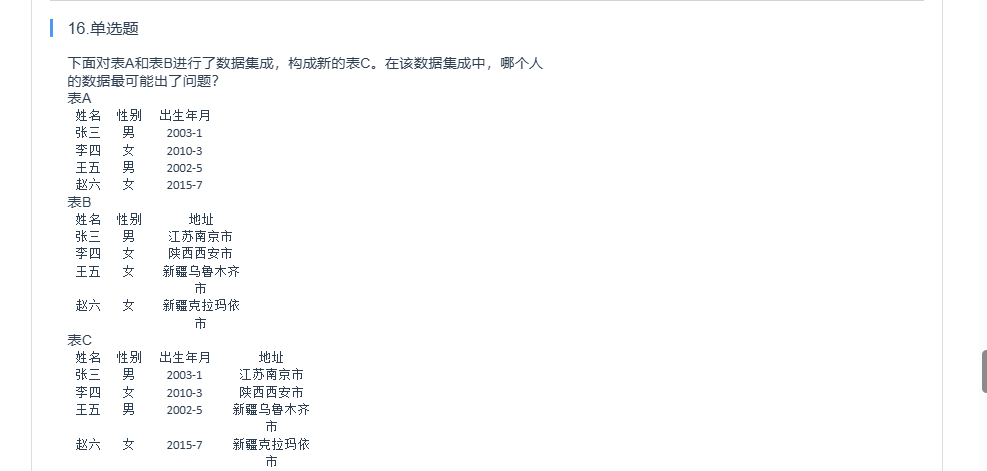 16.单选题
下面对表A和表B进行了数据集成，构成新的表C。在该数据集成中，哪个人
的数据最可能出了问题？
表A
姓名 性别 出生年月
张三 男 2003-1
李四 女 2010-3
王五 男 2002-5
赵六 女 2015-7
表B
姓名 性别 地址
张三 男 江苏南京市
李四 女 陕西西安市
王五 女 新疆乌鲁木齐
市
赵六 女 新疆克拉玛依
市
表C
姓名 性别 出生年月 地址
张三 男 2003-1 江苏南京市
李四 女 2010-3 陕西西安市
王五 男 2002-5 新疆乌鲁木齐
市
赵六 女 2015-7 新疆克拉玛依
市